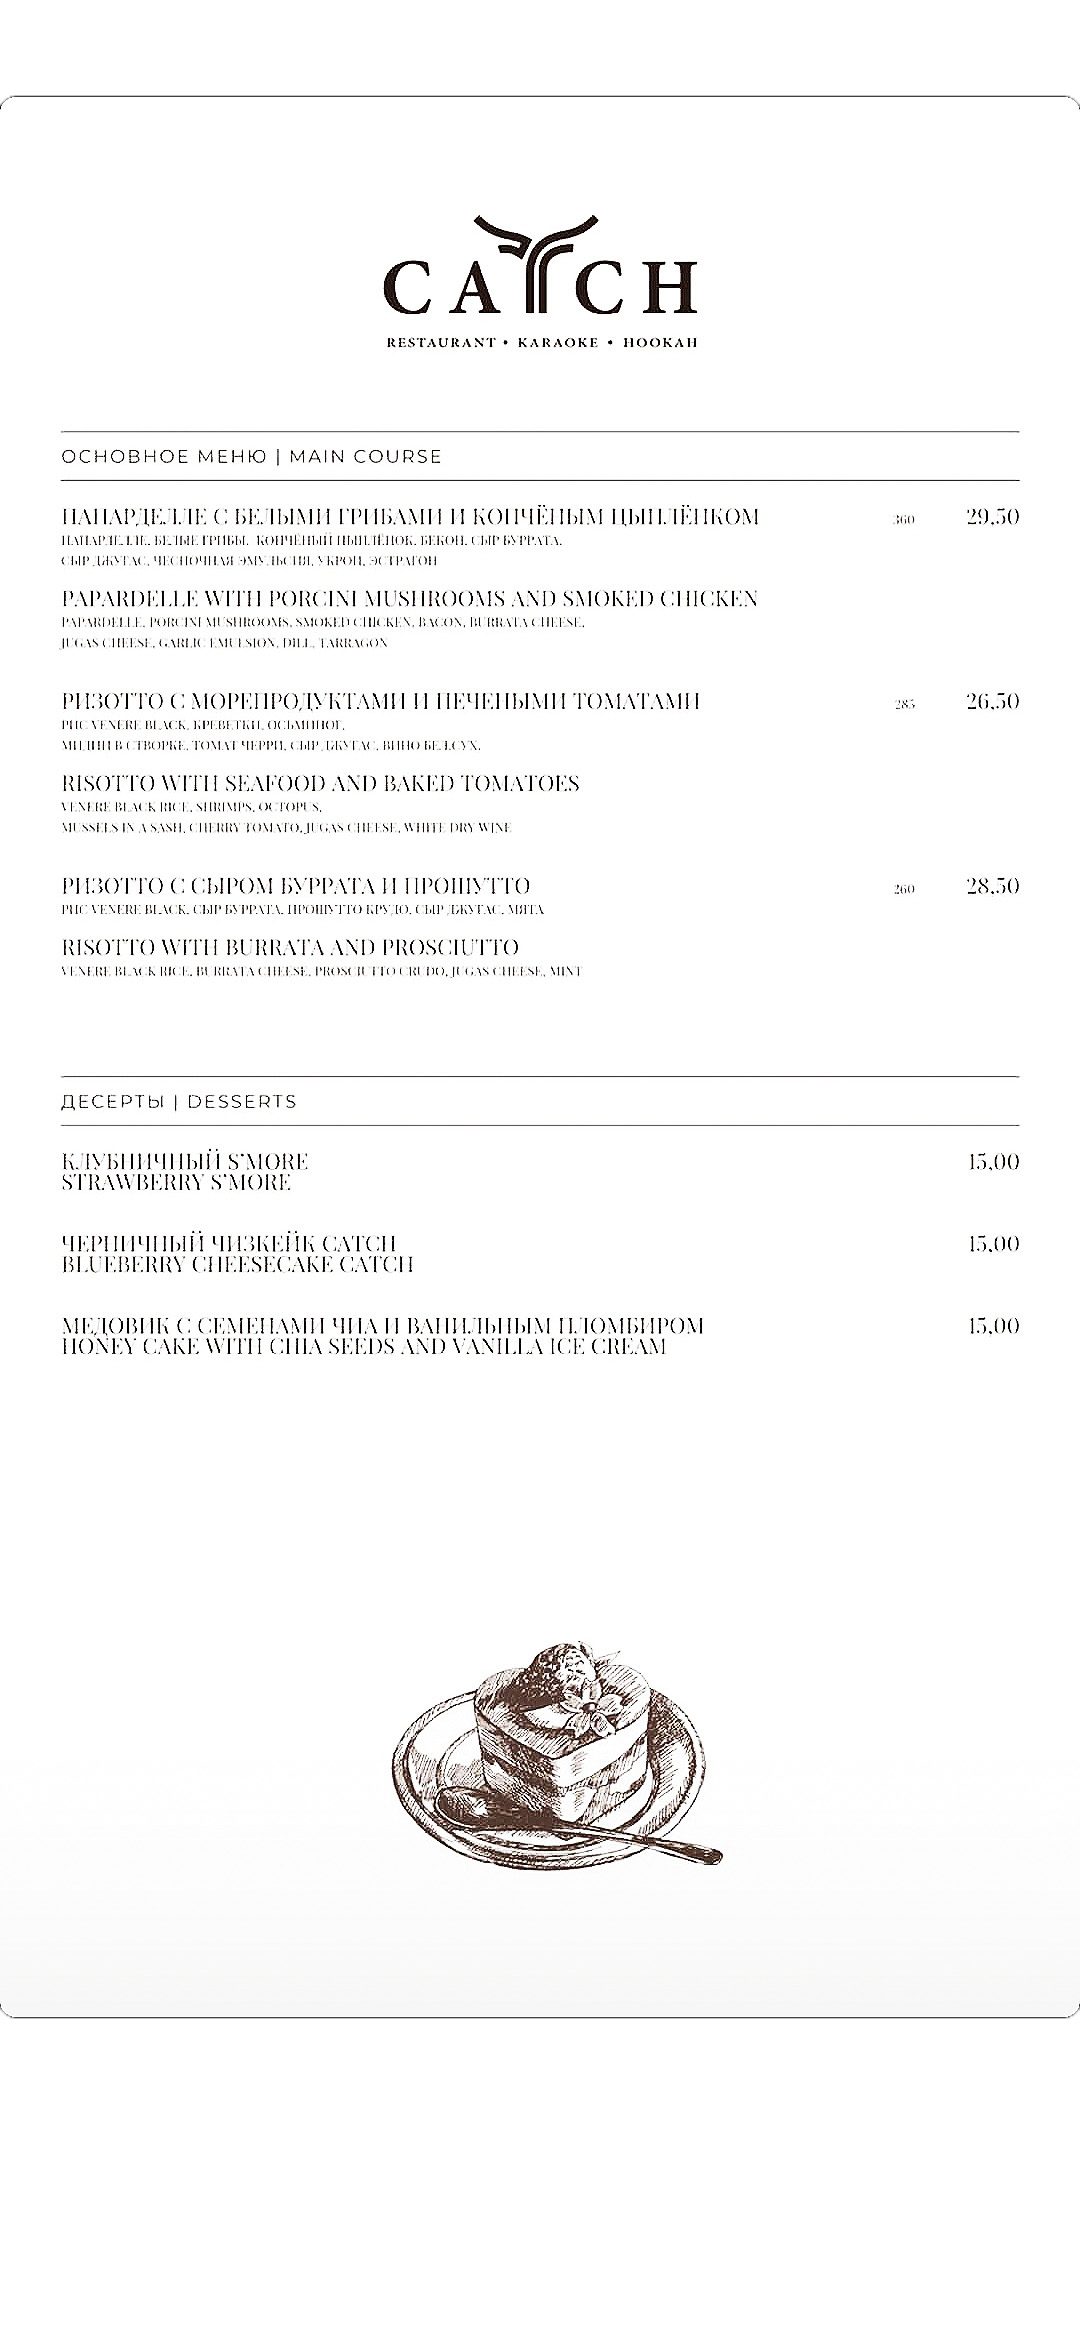 CATCH
RESTAURANT • KARAOKE • HOOKAH
ОСНОВНОЕ МЕНЮ | MAIN COURSE
ПАПАРДЕЛЛЕ С БЕЛЫМИ ГРИБАМИ И КОПЧЁНЫМ ЦЫПЛЁНКОМ 360 29,50
ПАПАРДЕЛЛЕ, БЕЛЫЕ ГРИБЫ, КОПЧЁНЫЙ ЦЫПЛЁНОК, БЕКОН, СЫР БУРРАТА,
СЫР ДЖУГАС, ЧЕСНОЧНАЯ ЭМУЛЬСИЯ, УКРОП, ЭСТРАГОН
PAPARDELLE WITH PORCINI MUSHROOMS AND SMOKED CHICKEN
PAPARDELLE, PORCINI MUSHROOMS, SMOKED CHICKEN, BACON, BURRATA CHEESE,
JUGAS CHEESE, GARLIC EMULSION, DILL, TARRAGON
РИЗОТТО С МОРЕПРОДУКТАМИ И ПЕЧЕНЫМИ ТОМАТАМИ 285 26,50
РИС VENERE BLACK, КРЕВЕТКИ, ОСЬМИНОГ,
МИДИИ В СТВОРКЕ, ТОМАТ ЧЕРРИ, СЫР ДЖУГАС, ВИНО БЕЛ.СУХ.
RISOTTO WITH SEAFOOD AND BAKED TOMATOES
VENERE BLACK RICE, SHRIMPS, OCTOPUS,
MUSSELS IN A SASH, CHERRY TOMATO, JUGAS CHEESE, WHITE DRY WINE
РИЗОТТО С СЫРОМ БУРРАТА И ПРОШУТТО 260 28,50
РИС VENERE BLACK, СЫР БУРРАТА, ПРОШУТТО КРУДО, СЫР ДЖУГАС, МЯТА
RISOTTO WITH BURRATA AND PROSCIUTTO
VENERE BLACK RICE, BURRATA CHEESE, PROSCIUTTO CRUDO, JUGAS CHEESE, MINT
ДЕСЕРТЫ | DESSERTS
КЛУБНИЧНЫЙ S'MORE 15,00
STRAWBERRY S'MORE
ЧЕРНИЧНЫЙ ЧИЗКЕЙК CATCH 15,00
BLUEBERRY CHEESECAKE CATCH
МЕДОВИК С СЕМЕНАМИ ЧИА И ВАНИЛЬНЫМ ПЛОМБИРОМ 15,00
HONEY CAKE WITH CHIA SEEDS AND VANILLA ICE CREAM